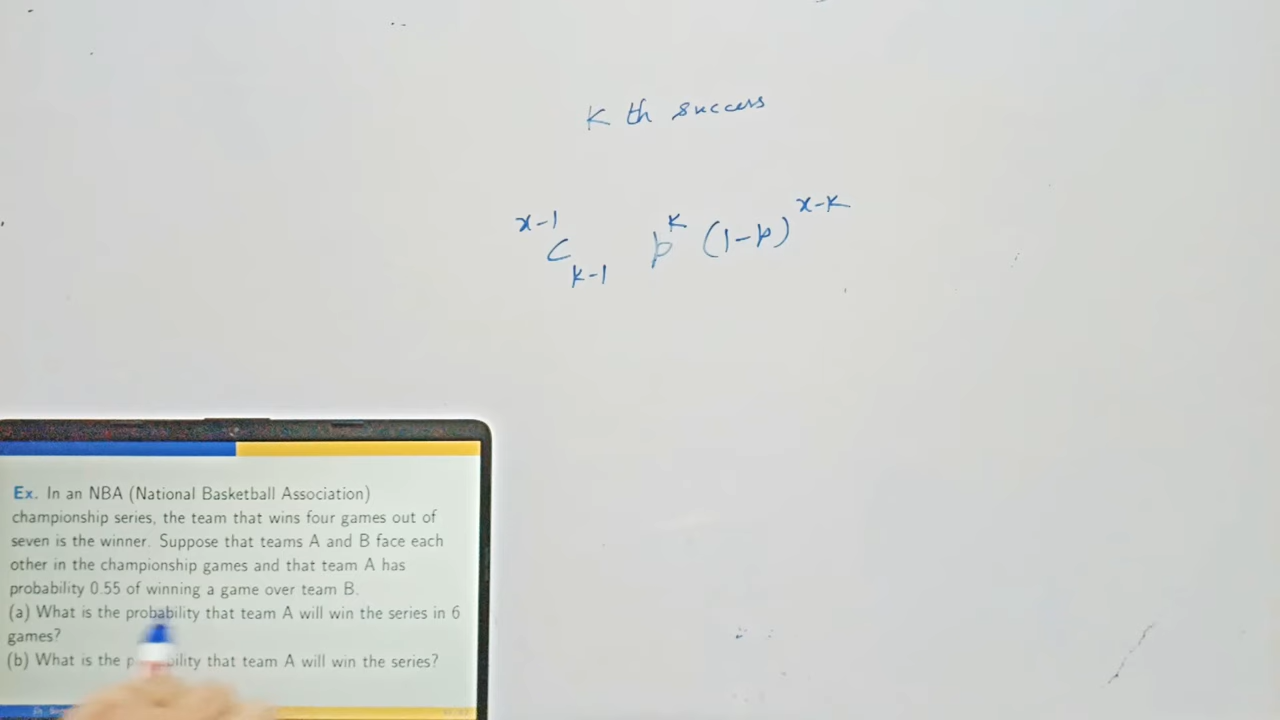 K th success
x-1
C
k-1
p^k (1-p)^x-k
Ex. In an NBA (National Basketball Association)
championship series, the team that wins four games out of
seven is the winner. Suppose that teams A and B face each
other in the championship games and that team A has
probability 0.55 of winning a game over team B.
(a) What is the probability that team A will win the series in 6
games?
(b) What is the that team A will win the series?